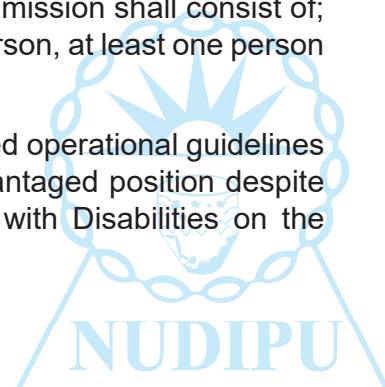 mission shall consist of;
rson, at least one person
ed operational guidelines
antaged position despite
with Disabilities on the
NUDIPU